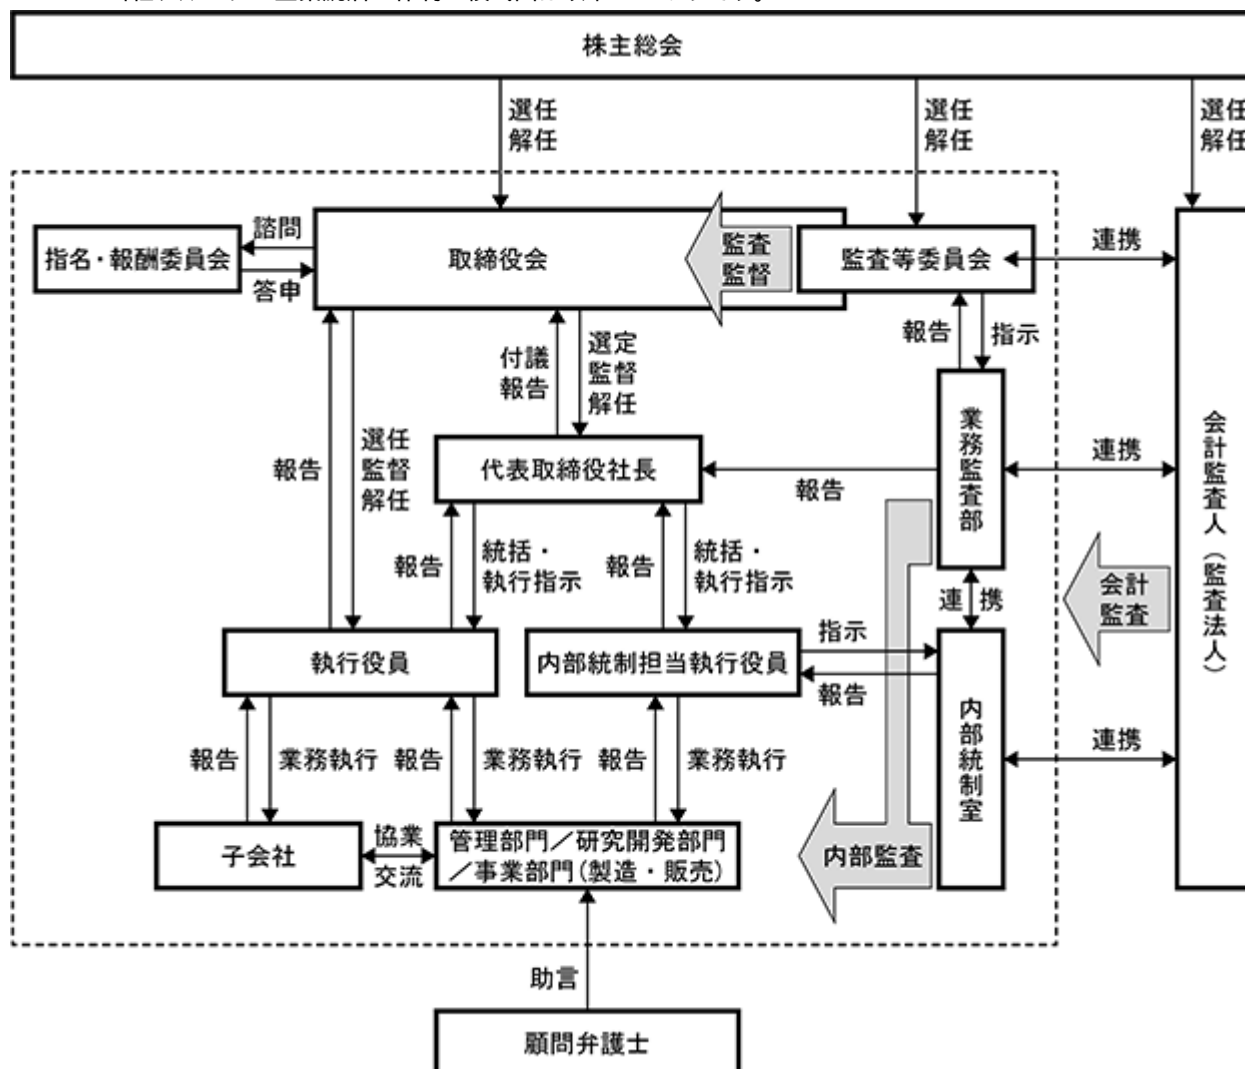 株主総会
選任
解任
選任
解任
選任
解任
指名・報酬委員会
諮問
答申
取締役会
監査
監督
監査等委員会
連携
報告
指示
付議
報告
選定
監督
解任
報告
選任
監督
解任
代表取締役社長
報告
業務監査部
連携
会計監査人(監査法人)
報告
統括・
執行指示
報告
統括・
執行指示
連携
会計
監査
執行役員
内部統制担当執行役員
指示
報告
内部統制室
連携
報告
業務執行
報告
業務執行
報告
業務執行
子会社
協業
交流
管理部門/研究開発部門
/事業部門(製造・販売)
内部監査
助言
顧問弁護士